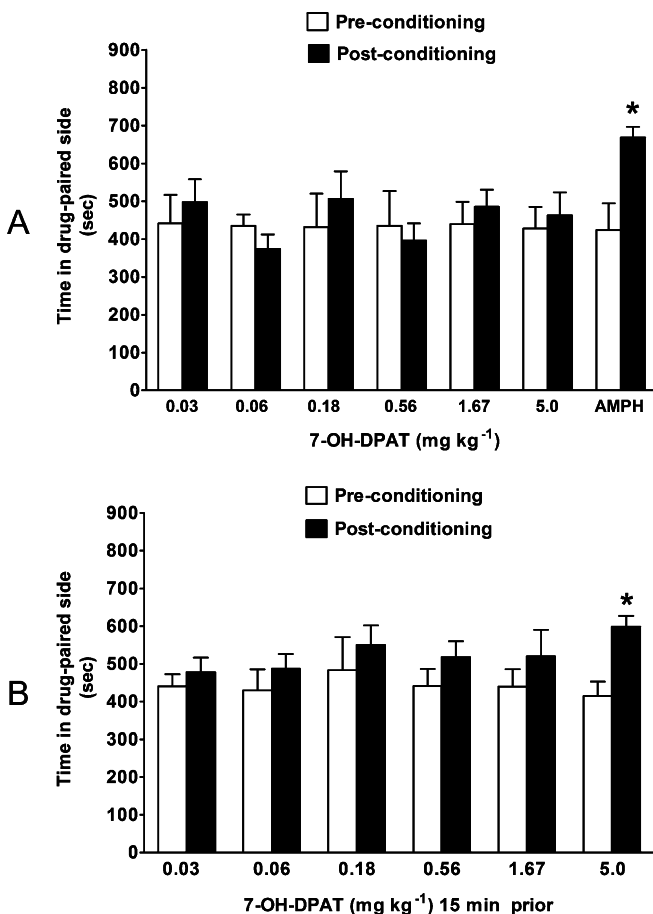 Pre-conditioning
Post-conditioning
900
800
700
600
500
400
300
200
100
0
Time in drug-paired side
(sec)
A
*
0.03 0.06 0.18 0.56 1.67 5.0 AMPH
7-OH-DPAT (mg kg⁻¹)
Pre-conditioning
Post-conditioning
900
800
700
600
500
400
300
200
100
0
Time in drug-paired side
(sec)
B
*
0.03 0.06 0.18 0.56 1.67 5.0
7-OH-DPAT (mg kg⁻¹) 15 min prior